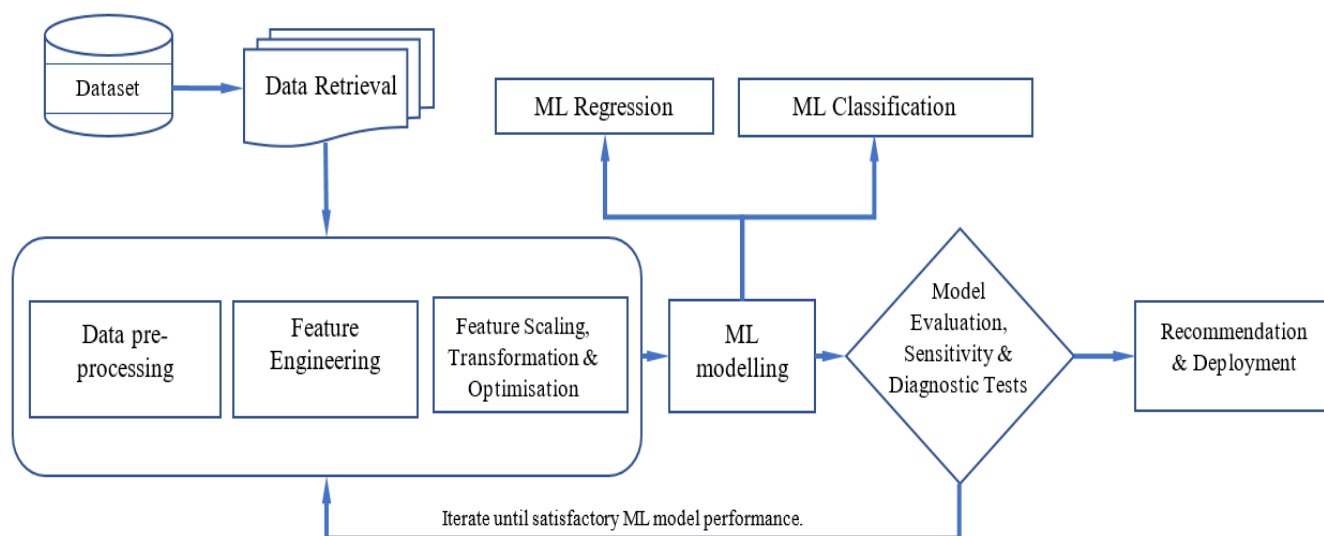 Dataset
Data Retrieval
ML Regression
ML Classification
Data pre-
processing
Feature
Engineering
Feature Scaling,
Transformation &
Optimisation
ML
modelling
Model
Evaluation,
Sensitivity &
Diagnostic Tests
Recommendation
& Deployment
Iterate until satisfactory ML model performance.